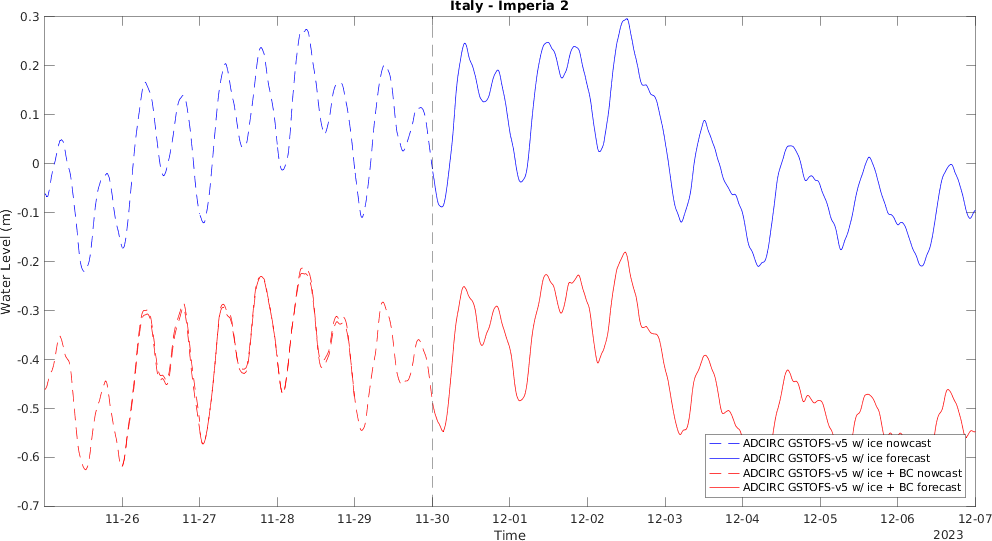 Italy - Imperia 2
0.3
0.2
0.1
0
-0.1
-0.2
-0.3
-0.4
-0.5
-0.6
-0.7
Water Level (m)
11-26 11-27 11-28 11-29 11-30 12-01 12-02 12-03 12-04 12-05 12-06 12-07
Time
2023
ADCIRC GSTOFS-v5 w/ ice nowcast
ADCIRC GSTOFS-v5 w/ ice forecast
ADCIRC GSTOFS-v5 w/ ice + BC nowcast
ADCIRC GSTOFS-v5 w/ ice + BC forecast